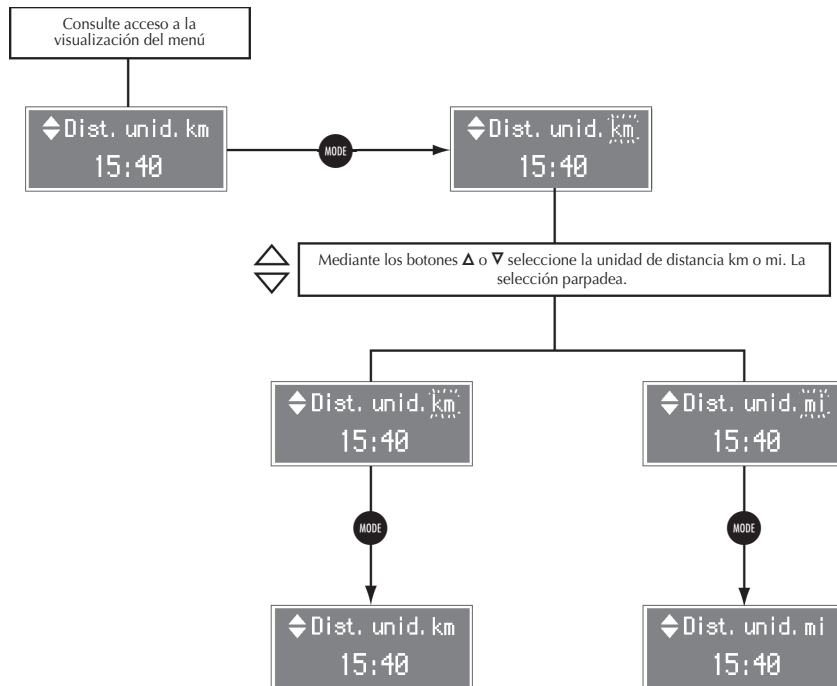 Consulte acceso a la
visualización del menú
Dist. unid. km
15:40
MODE
Dist. unid. km
15:40
Mediante los botones Δ o ∇ seleccione la unidad de distancia km o mi. La
selección parpadea.
Dist. unid. km
15:40
Dist. unid. mi
15:40
MODE
MODE
Dist. unid. km
15:40
Dist. unid. mi
15:40